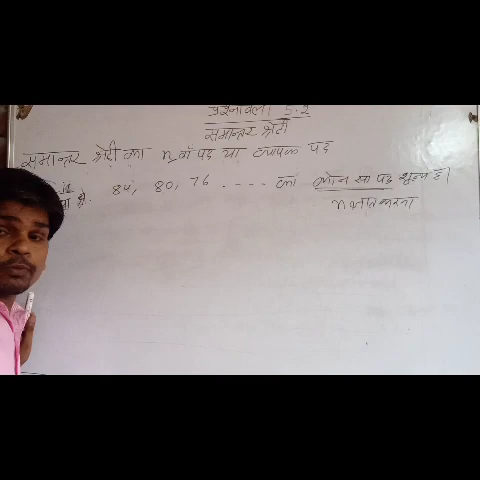 प्रश्नावली 5.2
समान्तर श्रेढी
समान्तर श्रेढी का n वाँ पद या व्यापक पद
84, 80, 76 .... का कौन सा पद शून्य है।
n ज्ञात करना